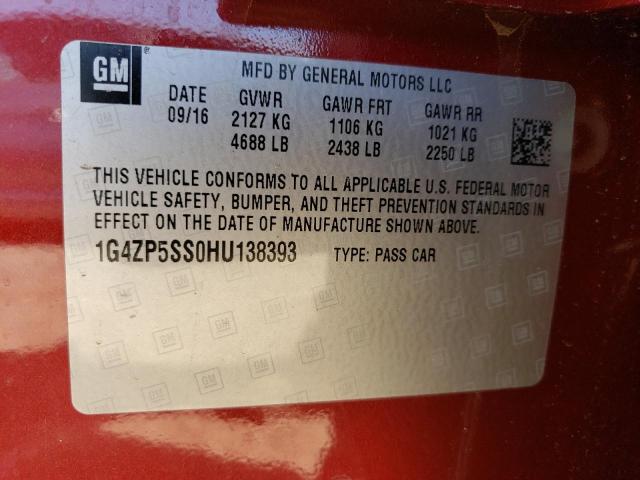 GM
MFD BY GENERAL MOTORS LLC
DATE GVWR GAWR FRT GAWR RR
09/16 2127 KG 1106 KG 1021 KG
4688 LB 2438 LB 2250 LB
THIS VEHICLE CONFORMS TO ALL APPLICABLE U.S. FEDERAL MOTOR
VEHICLE SAFETY, BUMPER, AND THEFT PREVENTION STANDARDS IN
EFFECT ON THE DATE OF MANUFACTURE SHOWN ABOVE.
1G4ZP5SS0HU138393 TYPE: PASS CAR